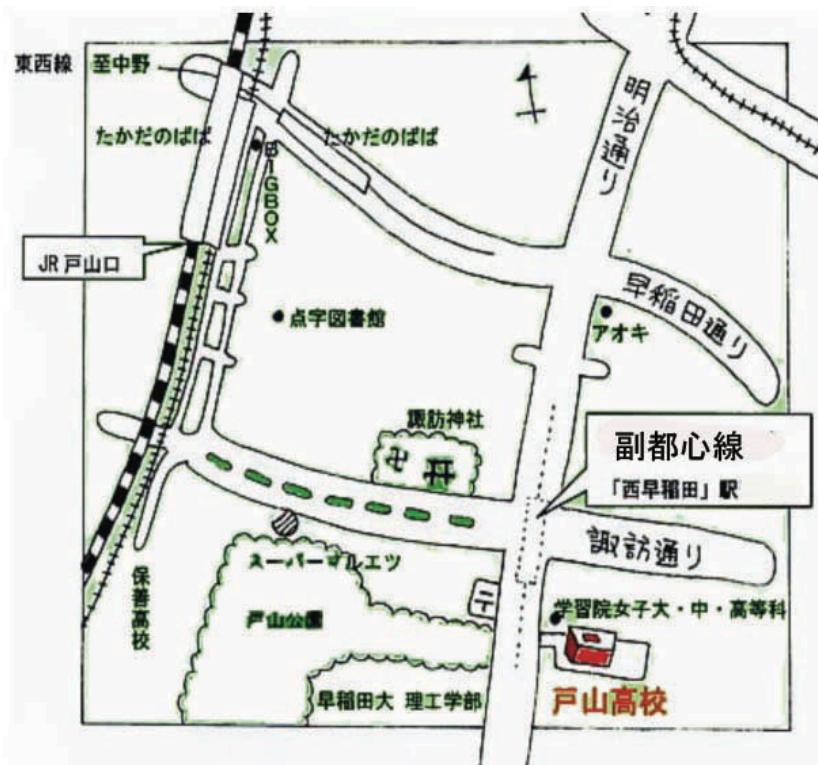 東西線 至中野
たかだのばば
たかだのばば
BIGBOX
明治通り
JR 戸山口
点字図書館
アオキ
早稲田通り
諏訪神社
副都心線
「西早稲田」駅
諏訪通り
スーパーマルエツ
保善高校
戸山公園
学習院女子大・中・高等科
早稲田大 理工学部
戸山高校